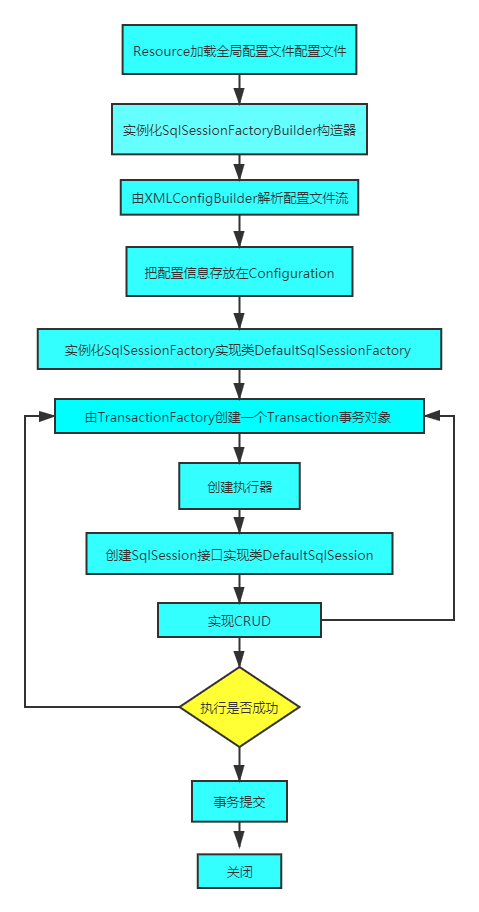 Resource加载全局配置文件配置文件
实例化SqlSessionFactoryBuilder构造器
由XMLConfigBuilder解析配置文件流
把配置信息存放在Configuration
实例化SqlSessionFactory实现类DefaultSqlSessionFactory
由TransactionFactory创建一个Transaction事务对象
创建执行器
创建SqlSession接口实现类DefaultSqlSession
实现CRUD
执行是否成功
事务提交
关闭